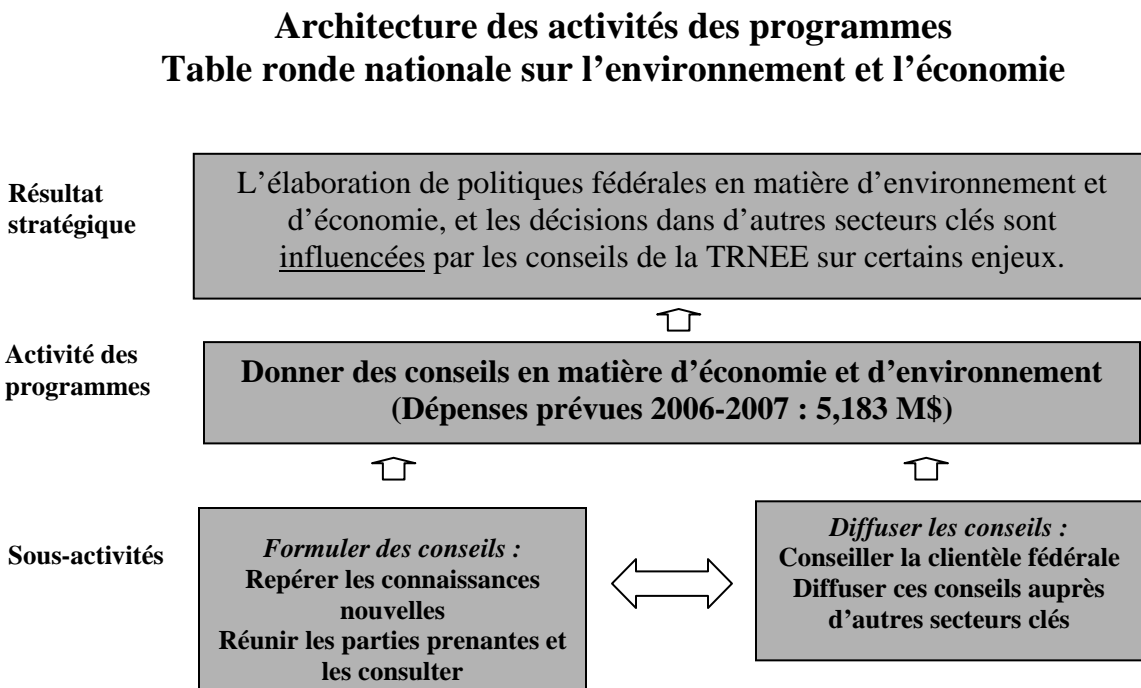 Architecture des activités des programmes
Table ronde nationale sur l’environnement et l’économie
Résultat
stratégique
L’élaboration de politiques fédérales en matière d’environnement et
d’économie, et les décisions dans d’autres secteurs clés sont
influencées par les conseils de la TRNEE sur certains enjeux.
Activité des
programmes
Donner des conseils en matière d’économie et d’environnement
(Dépenses prévues 2006-2007 : 5,183 M$)
Sous-activités
Formuler des conseils :
Repérer les connaissances
nouvelles
Réunir les parties prenantes et
les consulter
Diffuser les conseils :
Conseiller la clientèle fédérale
Diffuser ces conseils auprès
d’autres secteurs clés